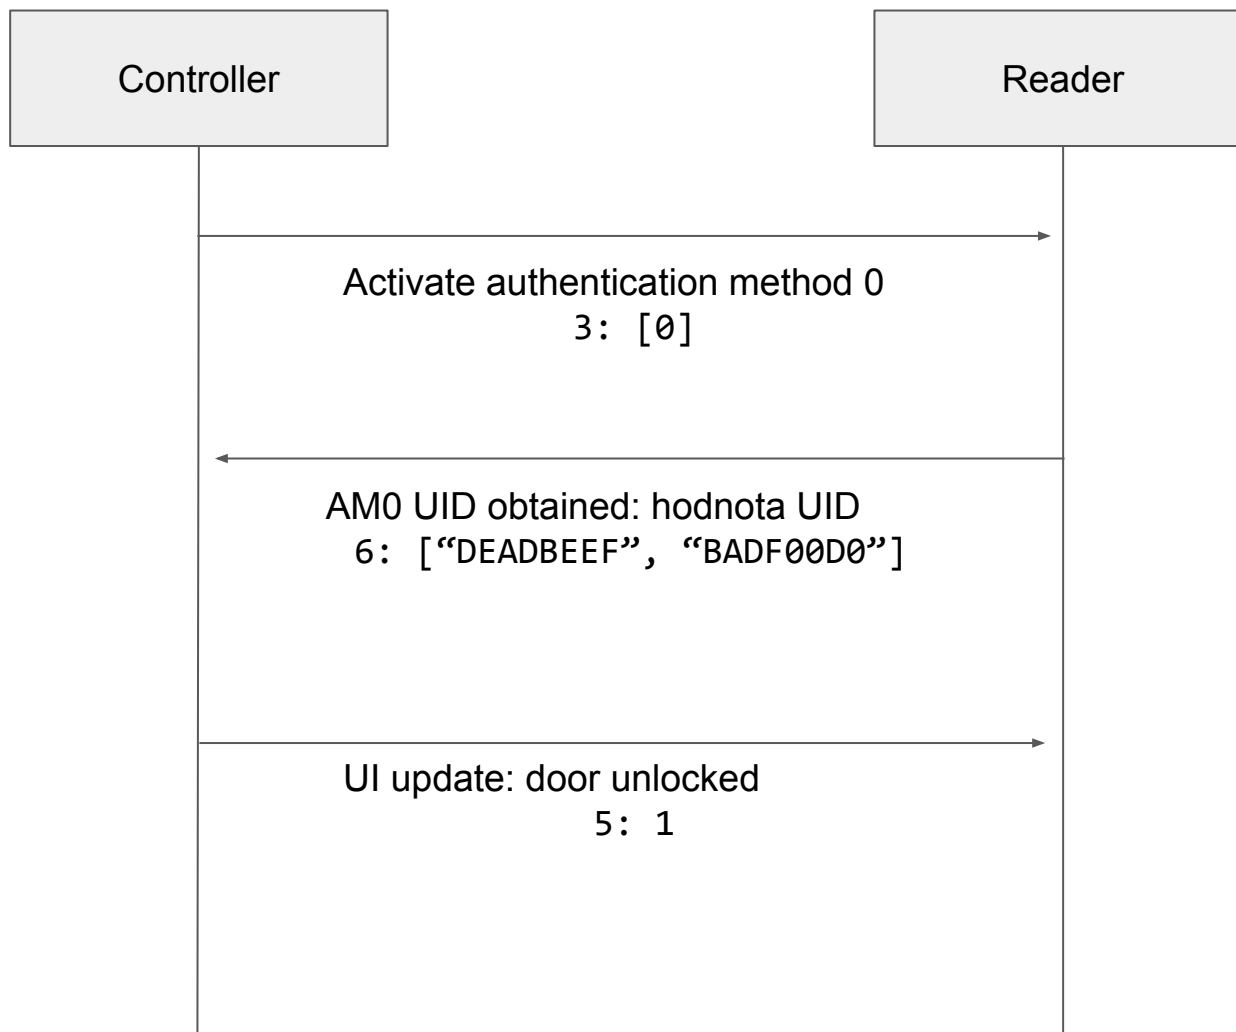 Controller
Reader
Activate authentication method 0
3: [0]
AM0 UID obtained: hodnota UID
6: [“DEADBEEF”, “BADF00D0”]
UI update: door unlocked
5: 1